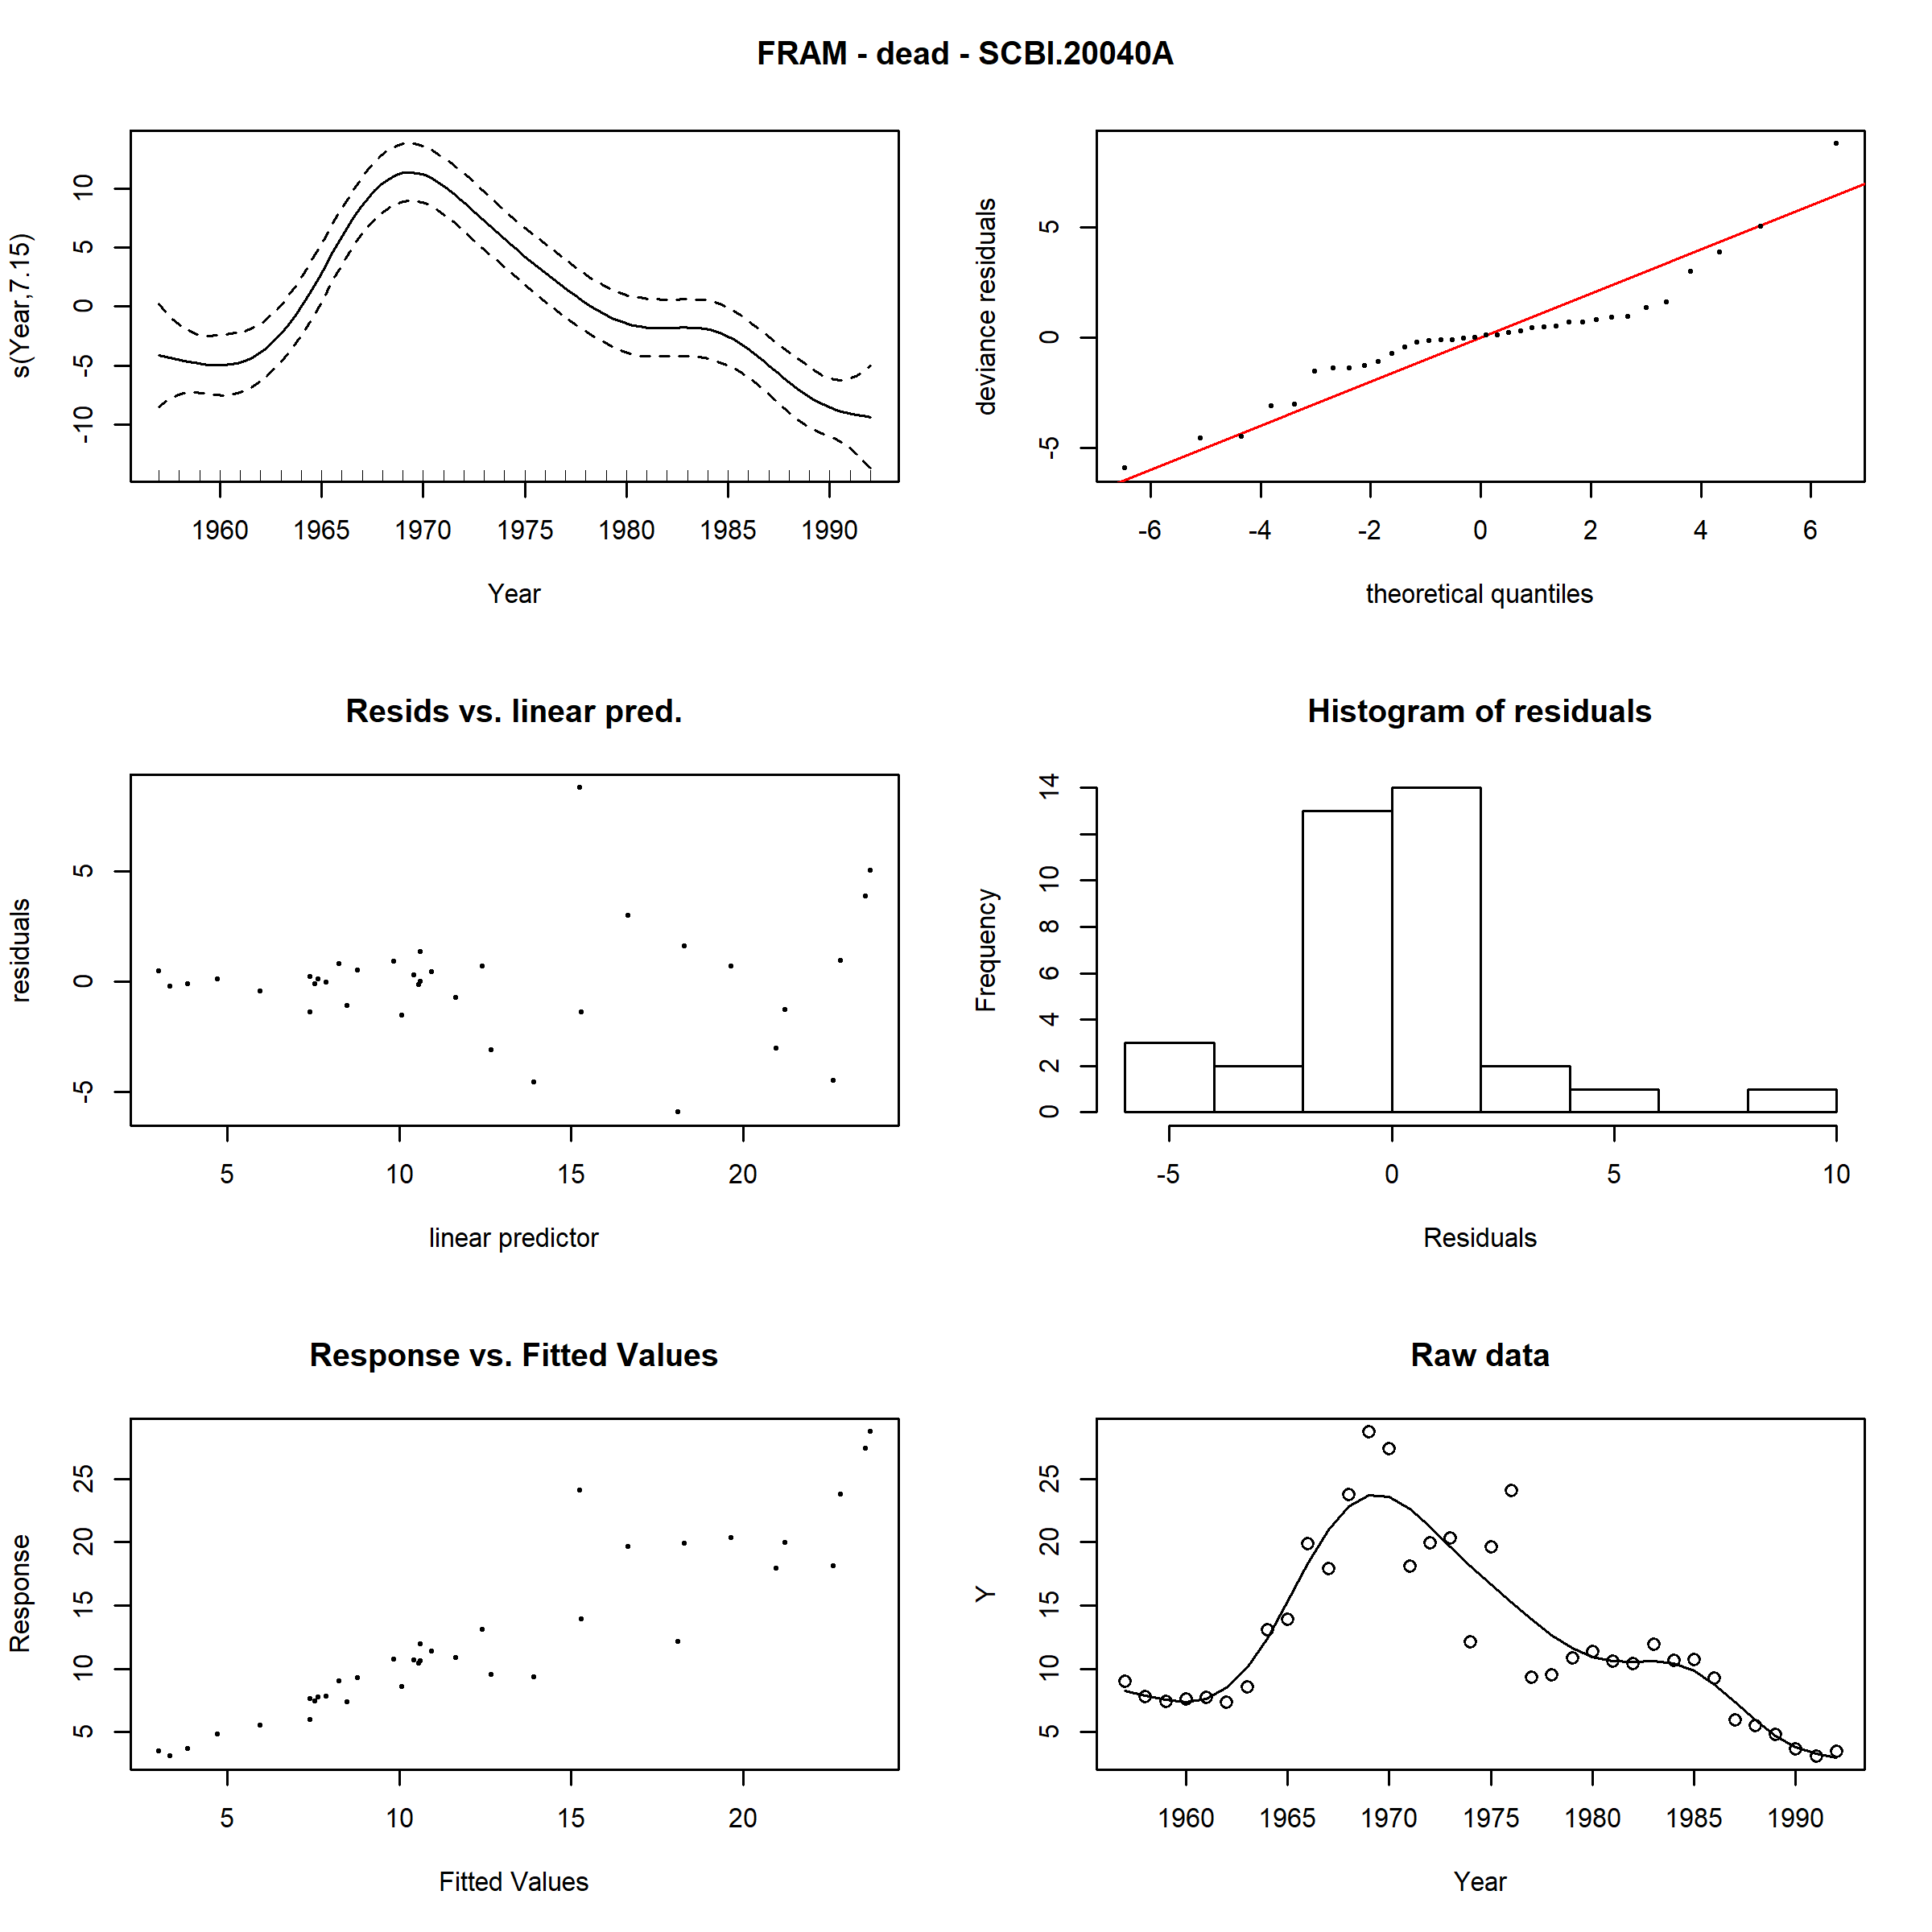 FRAM - dead - SCBI.20040A
s(Year,7.15)
10
5
0
-5
-10
1960 1965 1970 1975 1980 1985 1990
Year
deviance residuals
5
0
-5
-6 -4 -2 0 2 4 6
theoretical quantiles
Resids vs. linear pred.
residuals
5
0
-5
5 10 15 20
linear predictor
Histogram of residuals
Frequency
14
10
8
6
4
2
0
-5 0 5 10
Residuals
Response vs. Fitted Values
Response
25
20
15
10
5
5 10 15 20
Fitted Values
Raw data
Y
25
20
15
10
5
1960 1965 1970 1975 1980 1985 1990
Year